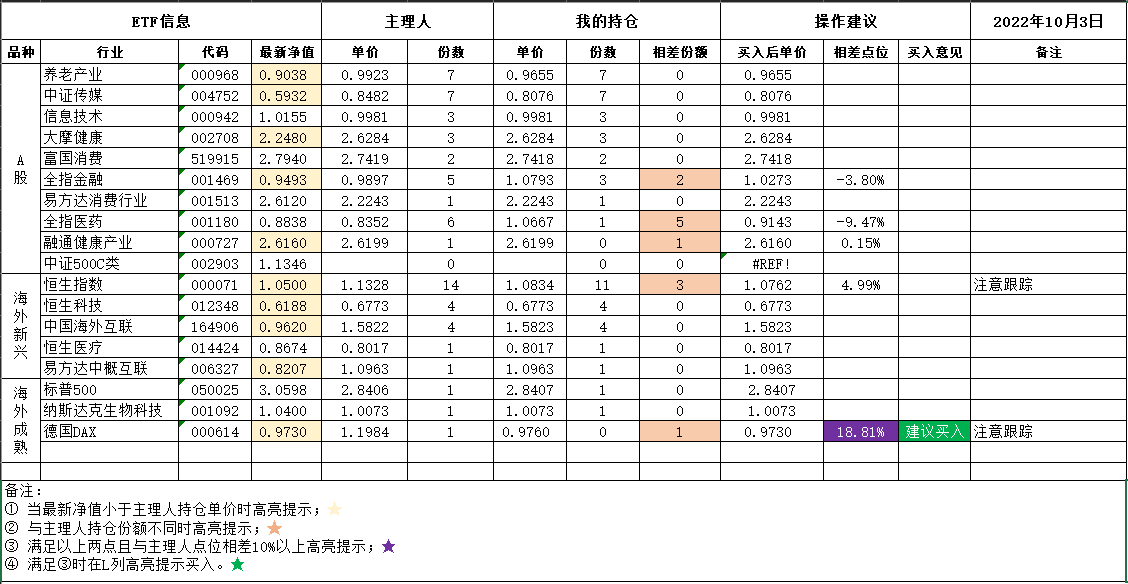 ETF信息 主理人 我的持仓 操作建议 2022年10月3日
品种 行业 代码 最新净值 单价 份数 单价 份数 相差份额 买入后单价 相差点位 买入意见 备注
A股
养老产业 000968 0.9038 0.9923 7 0.9655 7 0 0.9655
中证传媒 004752 0.5932 0.8482 7 0.8076 7 0 0.8076
信息技术 000942 1.0155 0.9981 3 0.9981 3 0 0.9981
大摩健康 002708 2.2480 2.6284 3 2.6284 3 0 2.6284
富国消费 519915 2.7940 2.7419 2 2.7418 2 0 2.7418
全指金融 001469 0.9493 0.9897 5 1.0793 3 2 1.0273 -3.80%
易方达消费行业 001513 2.6120 2.2243 1 2.2243 1 0 2.2243
全指医药 001180 0.8838 0.8352 6 1.0667 1 5 0.9143 -9.47%
融通健康产业 000727 2.6160 2.6199 1 2.6199 0 1 2.6160 0.15%
中证500C类 002903 1.1346 0 0 0 #REF!
海外新兴
恒生指数 000071 1.0500 1.1328 14 1.0834 11 3 1.0762 4.99% 注意跟踪
恒生科技 012348 0.6188 0.6773 4 0.6773 4 0 0.6773
中国海外互联 164906 0.9620 1.5822 4 1.5823 4 0 1.5823
恒生医疗 014424 0.8674 0.8017 1 0.8017 1 0 0.8017
易方达中概互联 006327 0.8207 1.0963 1 1.0963 1 0 1.0963
海外成熟
标普500 050025 3.0598 2.8406 1 2.8407 1 0 2.8407
纳斯达克生物科技 001092 1.0400 1.0073 1 1.0073 1 0 1.0073
德国DAX 000614 0.9730 1.1984 1 0.9760 0 1 0.9730 18.81% 建议买入 注意跟踪
备注：
① 当最新净值小于主理人持仓单价时高亮提示；★
② 与主理人持仓份额不同时高亮提示；★
③ 满足以上两点且与主理人点位相差10%以上高亮提示；★
④ 满足③时在L列高亮提示买入。★